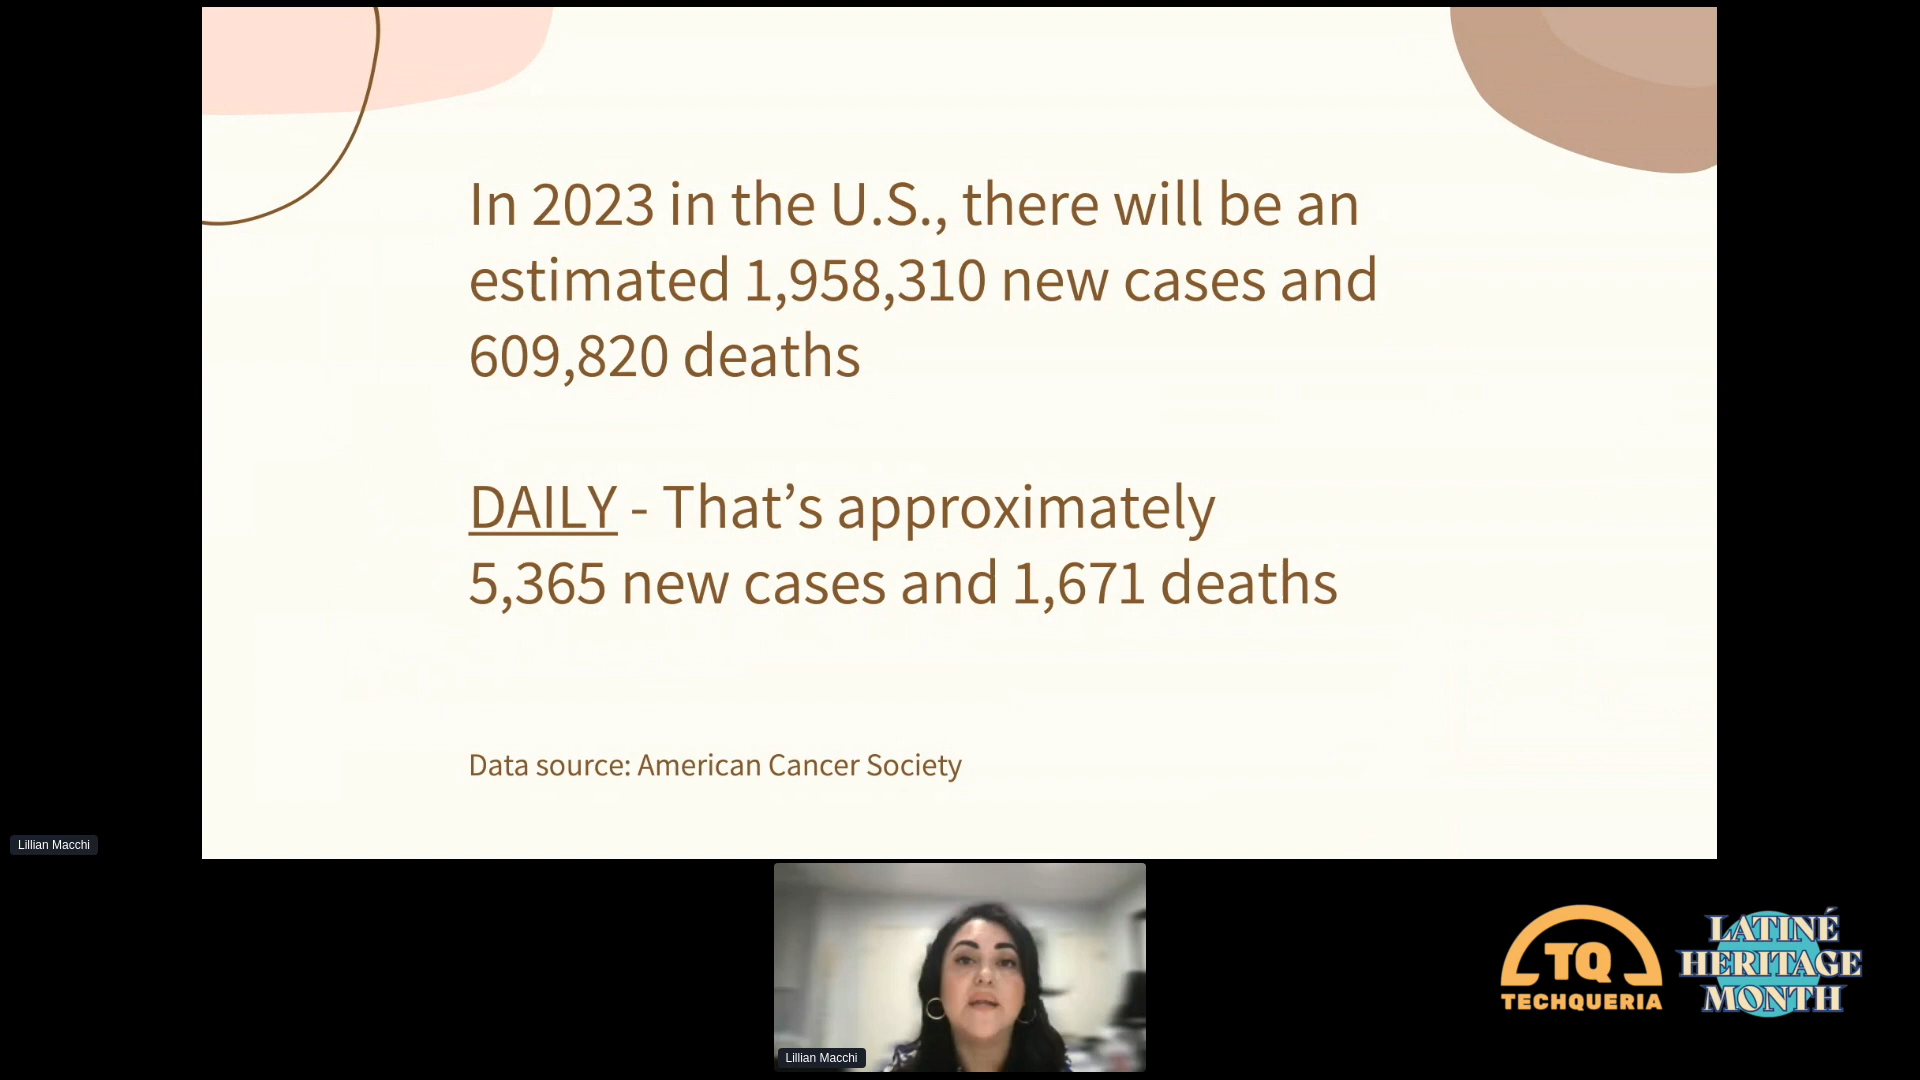 In 2023 in the U.S., there will be an
estimated 1,958,310 new cases and
609,820 deaths
DAILY - That’s approximately
5,365 new cases and 1,671 deaths
Data source: American Cancer Society
Lillian Macchi
Lillian Macchi
TQ
TECHQUERIA
LATINÉ
HERITAGE
MONTH